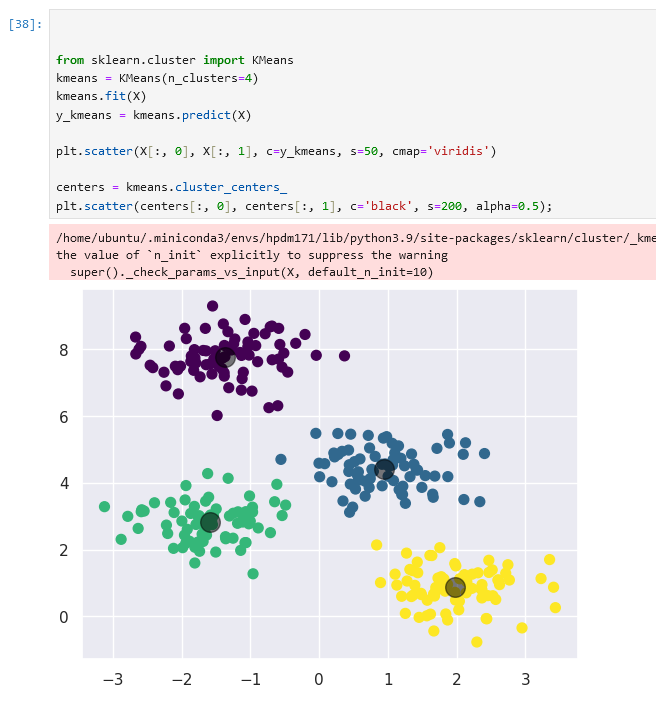 [38]:
from sklearn.cluster import KMeans
kmeans = KMeans(n_clusters=4)
kmeans.fit(X)
y_kmeans = kmeans.predict(X)
plt.scatter(X[:, 0], X[:, 1], c=y_kmeans, s=50, cmap='viridis')
centers = kmeans.cluster_centers_
plt.scatter(centers[:, 0], centers[:, 1], c='black', s=200, alpha=0.5);
/home/ubuntu/.miniconda3/envs/hpdm171/lib/python3.9/site-packages/sklearn/cluster/_kme
the value of `n_init` explicitly to suppress the warning
super()._check_params_vs_input(X, default_n_init=10)
8
6
4
2
0
−3 −2 −1 0 1 2 3